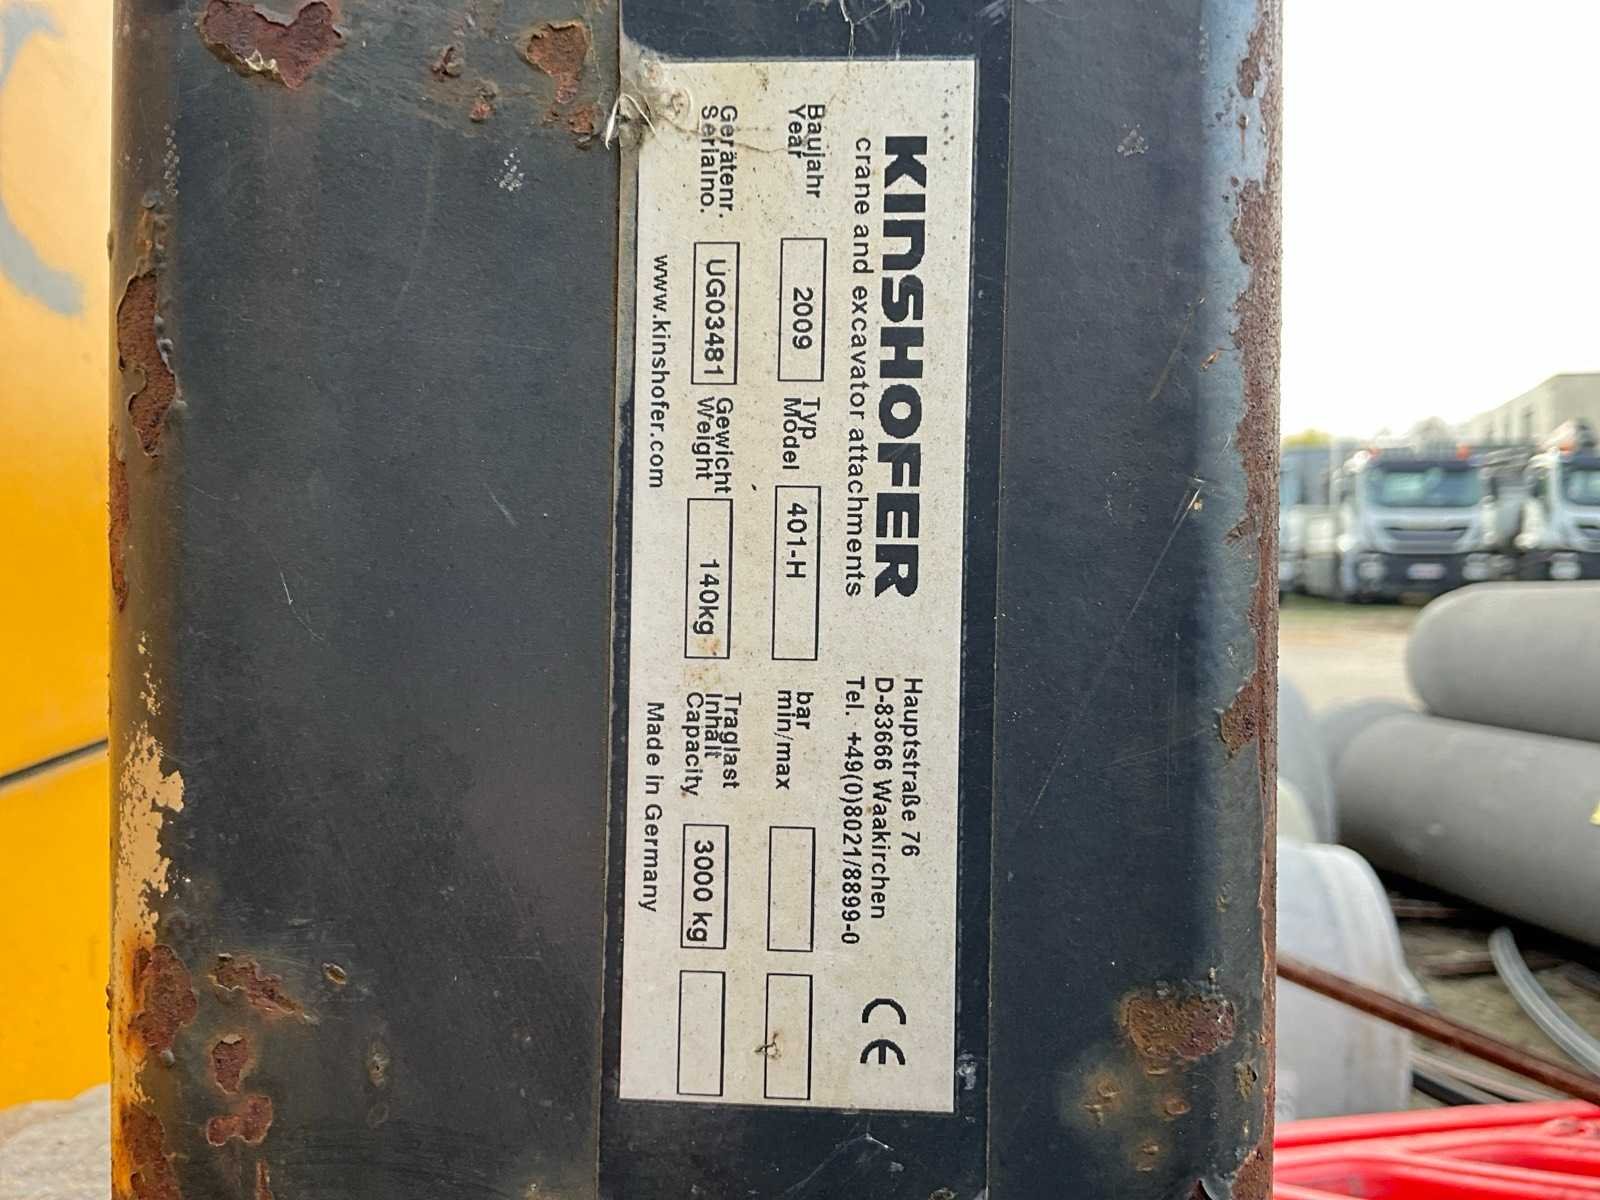 KINSHOFER
crane and excavator attachments
Hauptstraße 76
D-83666 Waakirchen
Tel. +49(0)8021/8899-0
CE
Baujahr
Year
2009
Typ
Model
401-H
bar
min/max
Gerätenr.
Serialno.
UG03481
Gewicht
Weight
140kg
Traglast
Inhalt
Capacity
3000 kg
www.kinshofer.com
Made in Germany